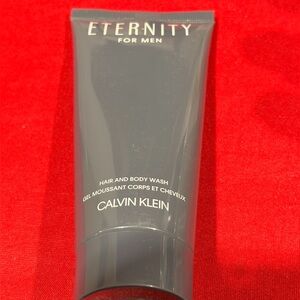 ETERNITY
FOR MEN
HAIR AND BODY WASH
GEL MOUSSANT CORPS ET CHEVEUX
CALVIN KLEIN